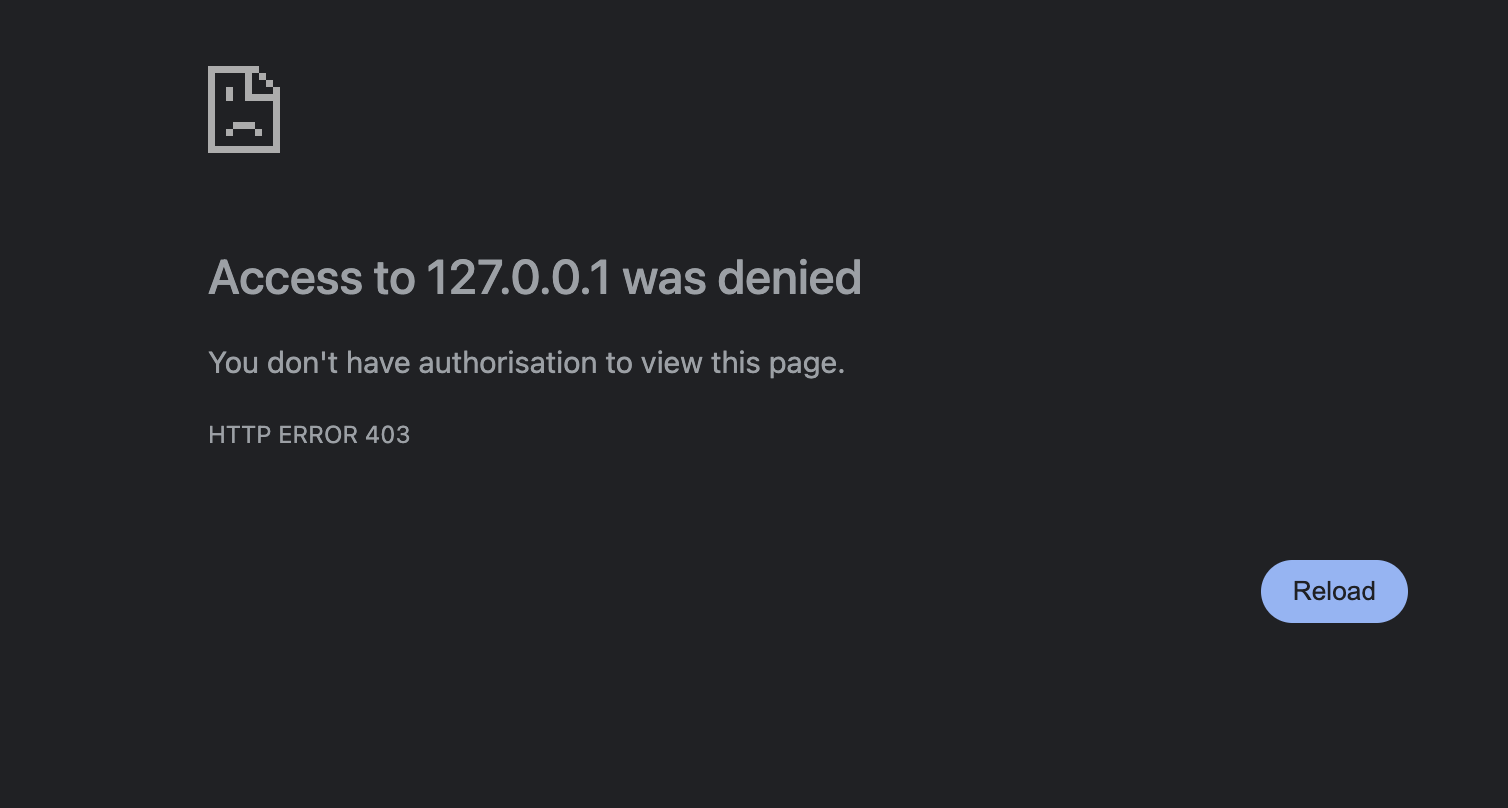 Access to 127.0.0.1 was denied
You don't have authorisation to view this page.
HTTP ERROR 403
Reload